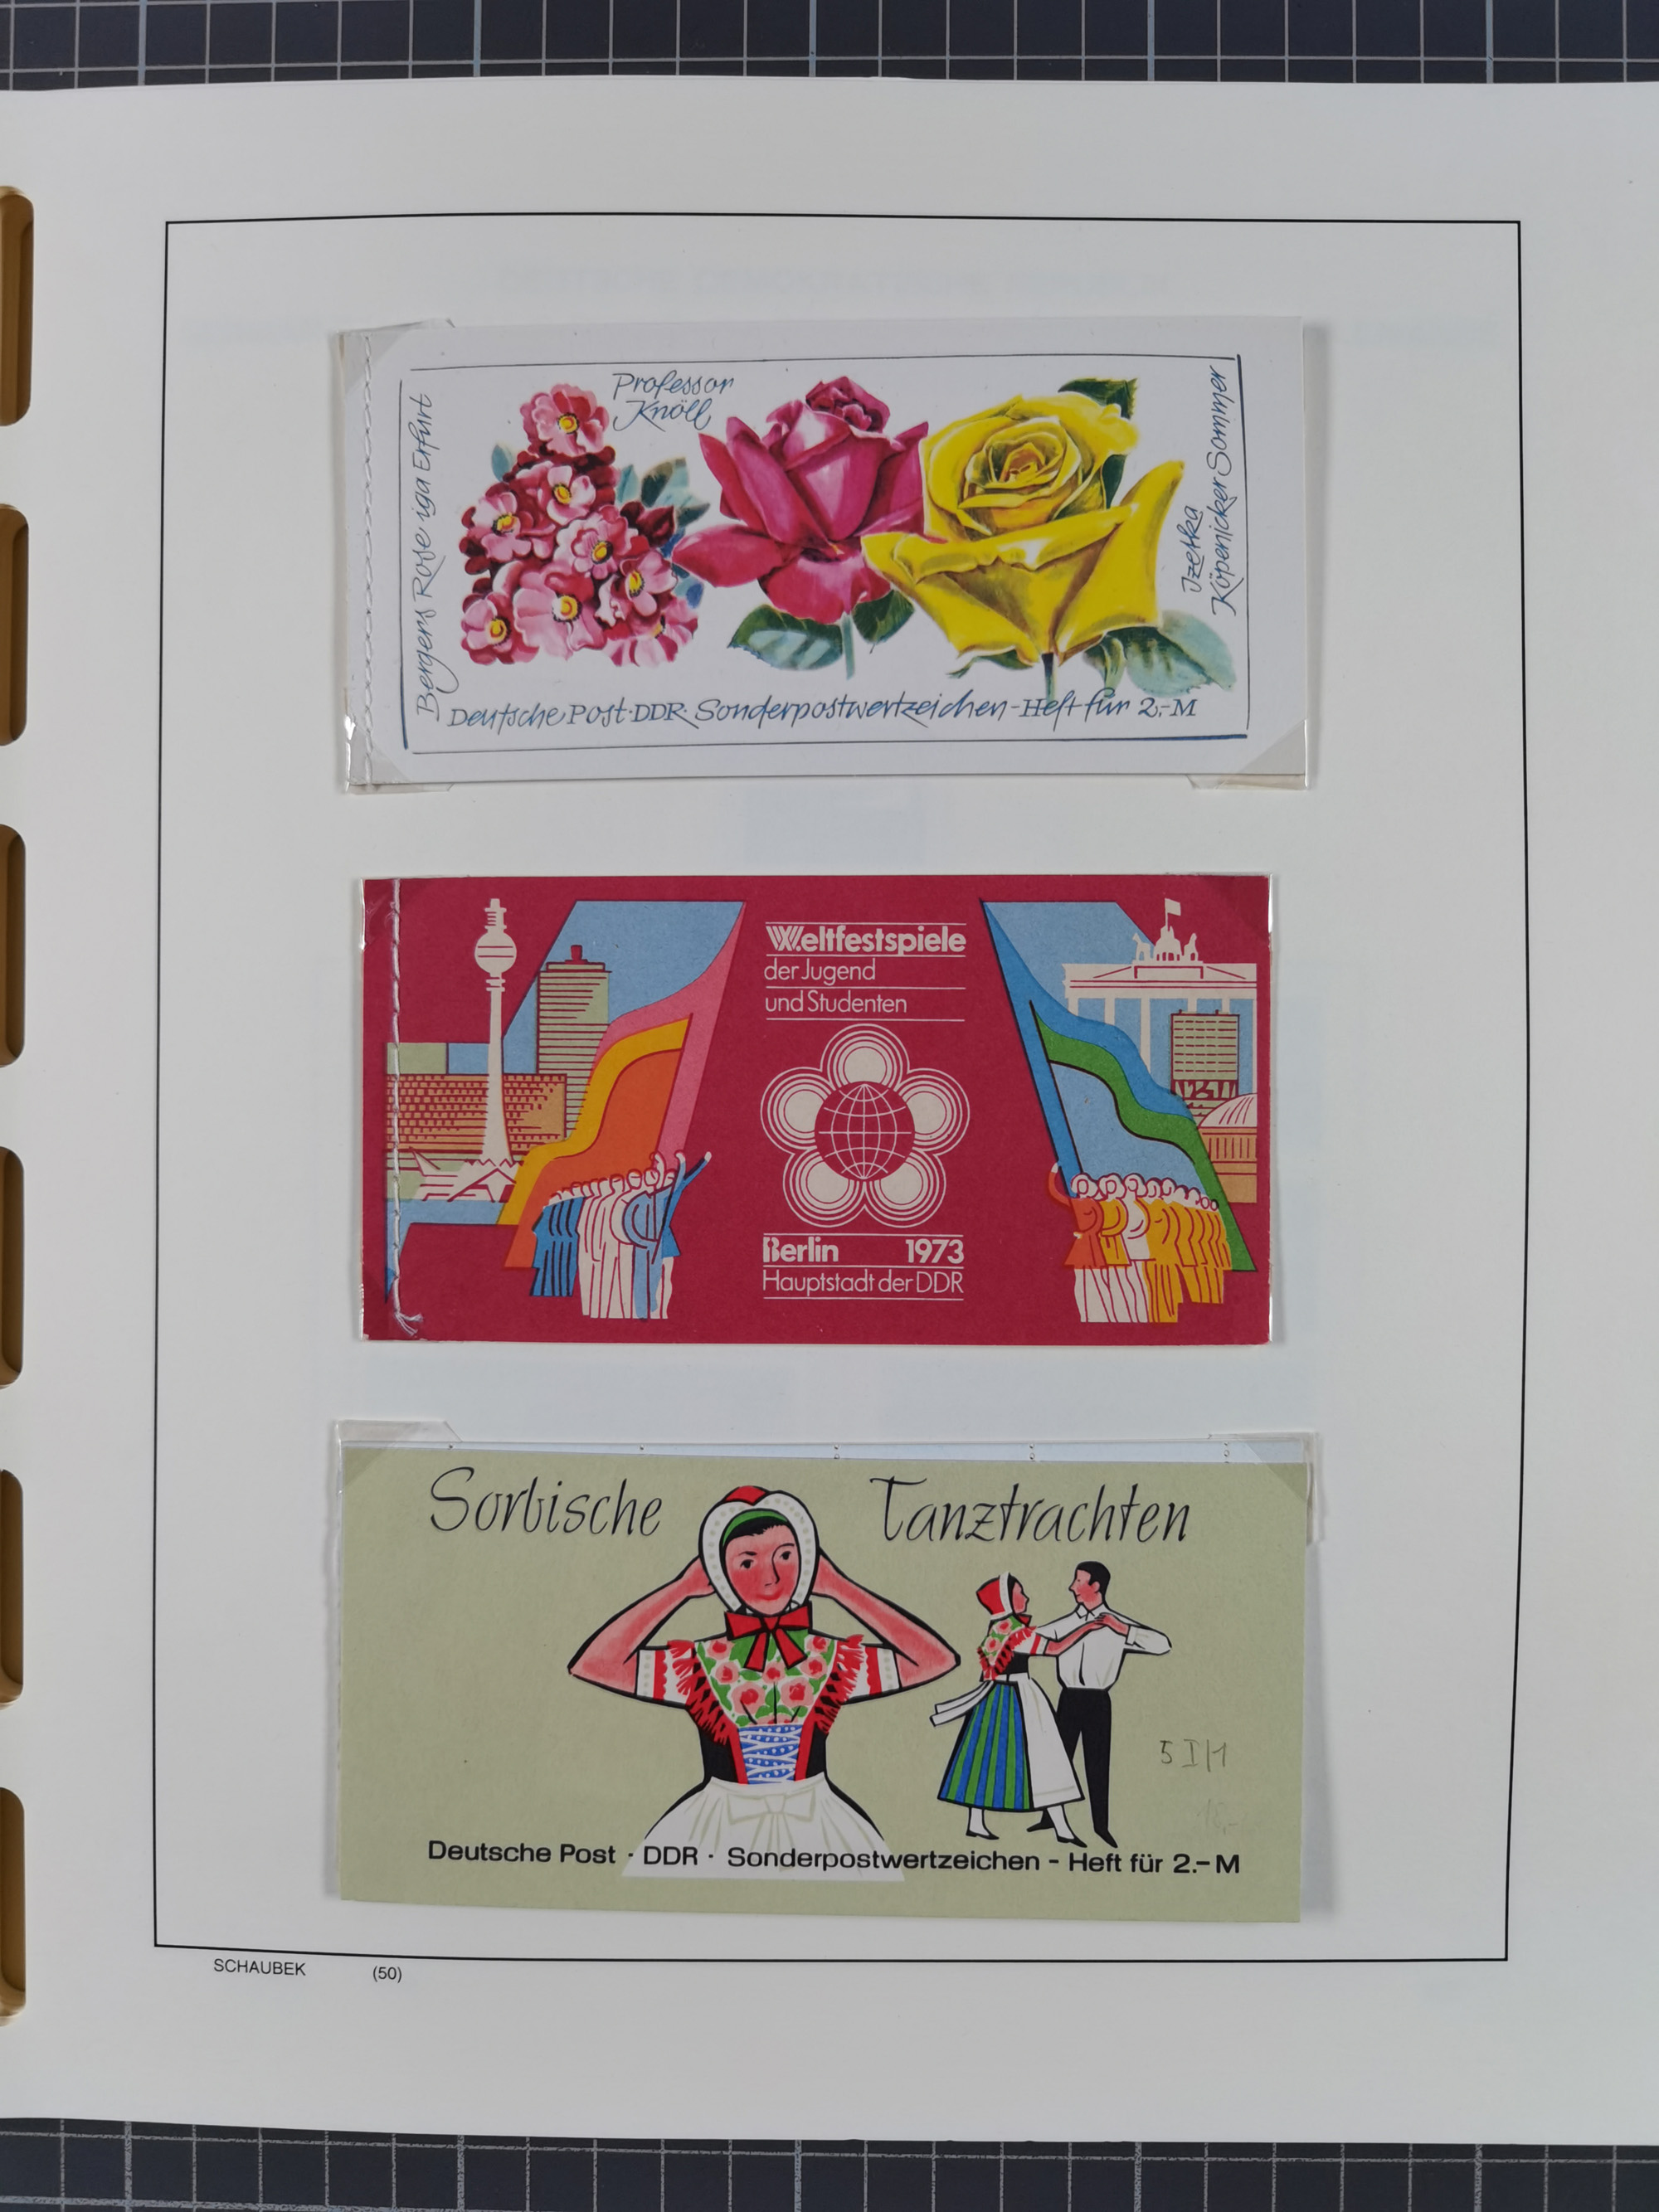 Professor
Knöll
Bergers Rose iga Erfurt
Izetka
Köpenicker Sommer
Deutsche Post·DDR·Sonderpostwertzeichen-Heft für 2,-M
Weltfestspiele
der Jugend
und Studenten
Berlin 1973
Hauptstadt der DDR
Sorbische Tanztrachten
5 I/1
Deutsche Post · DDR · Sonderpostwertzeichen - Heft für 2.- M
SCHAUBEK (50)